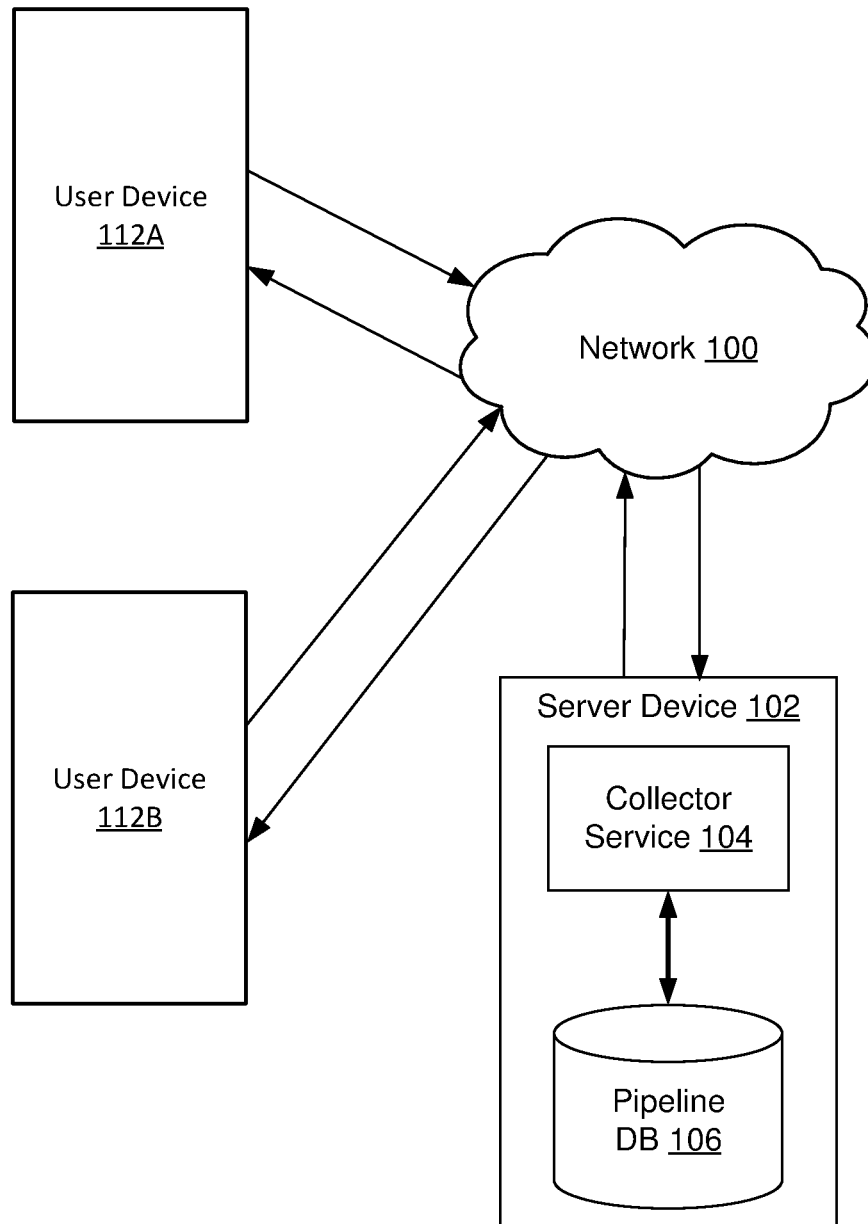 User Device
112A
Network 100
User Device
112B
Server Device 102
Collector
Service 104
Pipeline
DB 106